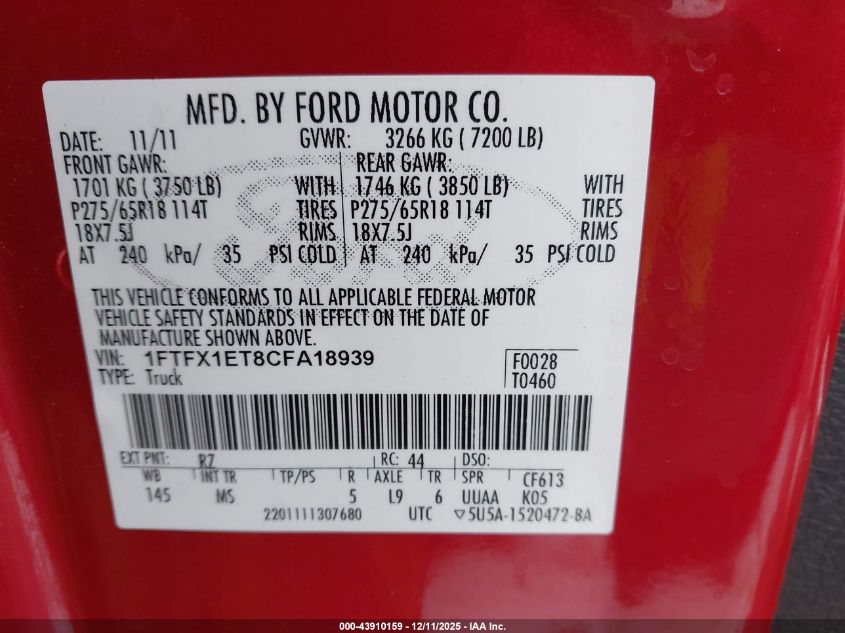 MFD. BY FORD MOTOR CO.
DATE: 11/11 GVWR: 3266 KG ( 7200 LB)
FRONT GAWR: REAR GAWR:
1701 KG ( 3750 LB) WITH 1746 KG ( 3850 LB) WITH
P275/65R18 114T TIRES P275/65R18 114T TIRES
18X7.5J RIMS 18X7.5J RIMS
AT 240 kPa/ 35 PSI COLD AT 240 kPa/ 35 PSI COLD
THIS VEHICLE CONFORMS TO ALL APPLICABLE FEDERAL MOTOR
VEHICLE SAFETY STANDARDS IN EFFECT ON THE DATE OF
MANUFACTURE SHOWN ABOVE.
VIN: 1FTFX1ET8CFA18939 F0028
TYPE: Truck T0460
EXT PNT: RZ RC: 44 DSO:
WB INT TR TP/PS R AXLE TR SPR CF613
145 MS 5 L9 6 UUAA K05
2201111307680 UTC ▽5U5A-1520472-BA
000-43910159 - 12/11/2025 - IAA Inc.